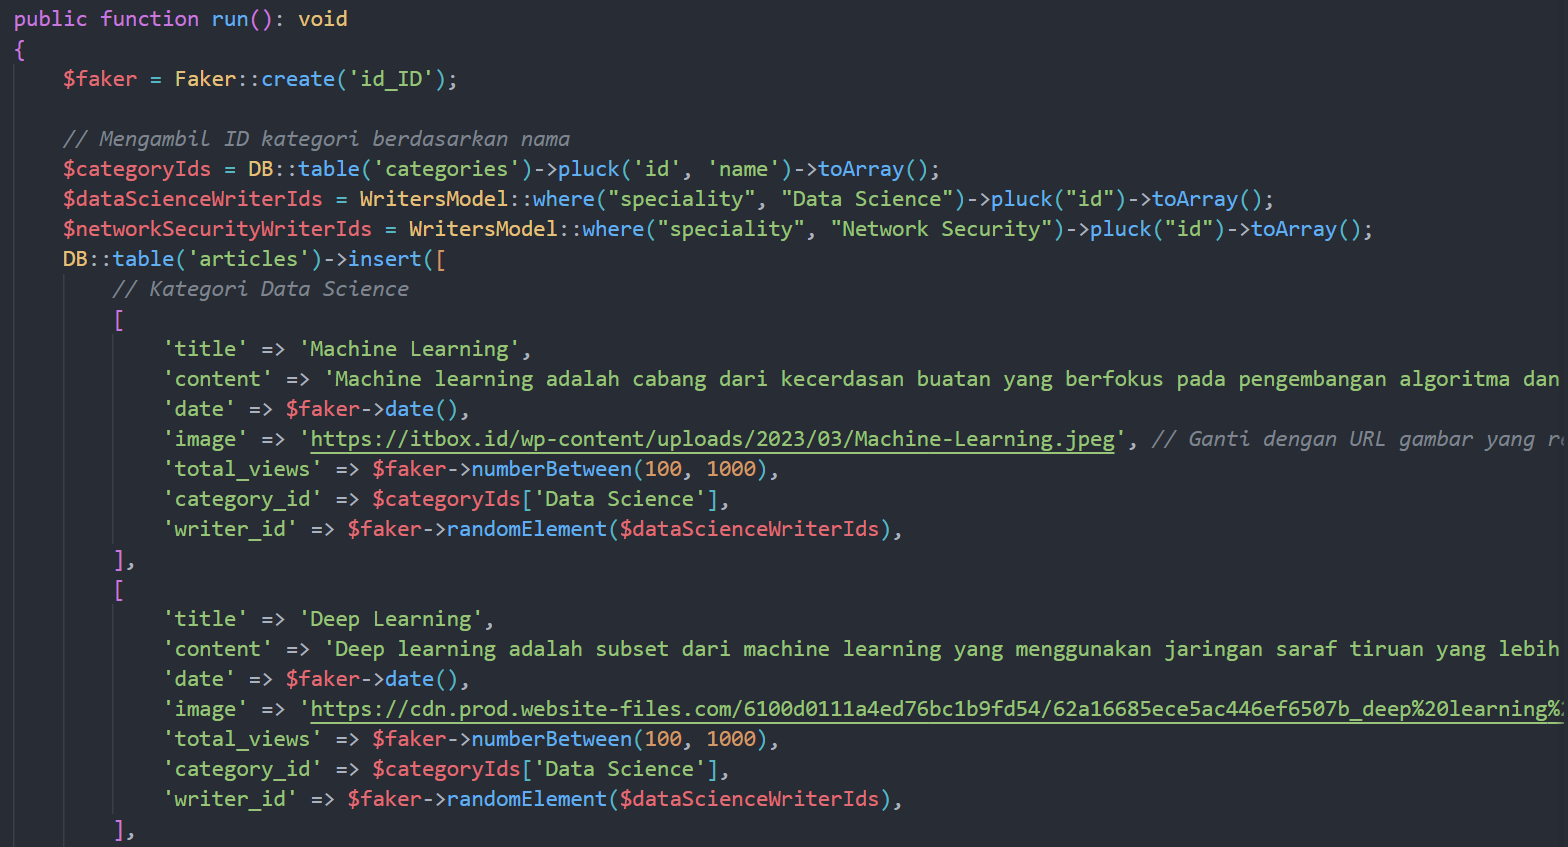 public function run(): void
{
    $faker = Faker::create('id_ID');

    // Mengambil ID kategori berdasarkan nama
    $categoryIds = DB::table('categories')->pluck('id', 'name')->toArray();
    $dataScienceWriterIds = WritersModel::where("speciality", "Data Science")->pluck("id")->toArray();
    $networkSecurityWriterIds = WritersModel::where("speciality", "Network Security")->pluck("id")->toArray();
    DB::table('articles')->insert([
        // Kategori Data Science
        [
            'title' => 'Machine Learning',
            'content' => 'Machine learning adalah cabang dari kecerdasan buatan yang berfokus pada pengembangan algoritma dan
            'date' => $faker->date(),
            'image' => 'https://itbox.id/wp-content/uploads/2023/03/Machine-Learning.jpeg', // Ganti dengan URL gambar yang
            'total_views' => $faker->numberBetween(100, 1000),
            'category_id' => $categoryIds['Data Science'],
            'writer_id' => $faker->randomElement($dataScienceWriterIds),
        ],
        [
            'title' => 'Deep Learning',
            'content' => 'Deep learning adalah subset dari machine learning yang menggunakan jaringan saraf tiruan yang lebih
            'date' => $faker->date(),
            'image' => 'https://cdn.prod.website-files.com/6100d0111a4ed76bc1b9fd54/62a16685ece5ac446ef6507b_deep%20learning%
            'total_views' => $faker->numberBetween(100, 1000),
            'category_id' => $categoryIds['Data Science'],
            'writer_id' => $faker->randomElement($dataScienceWriterIds),
        ],